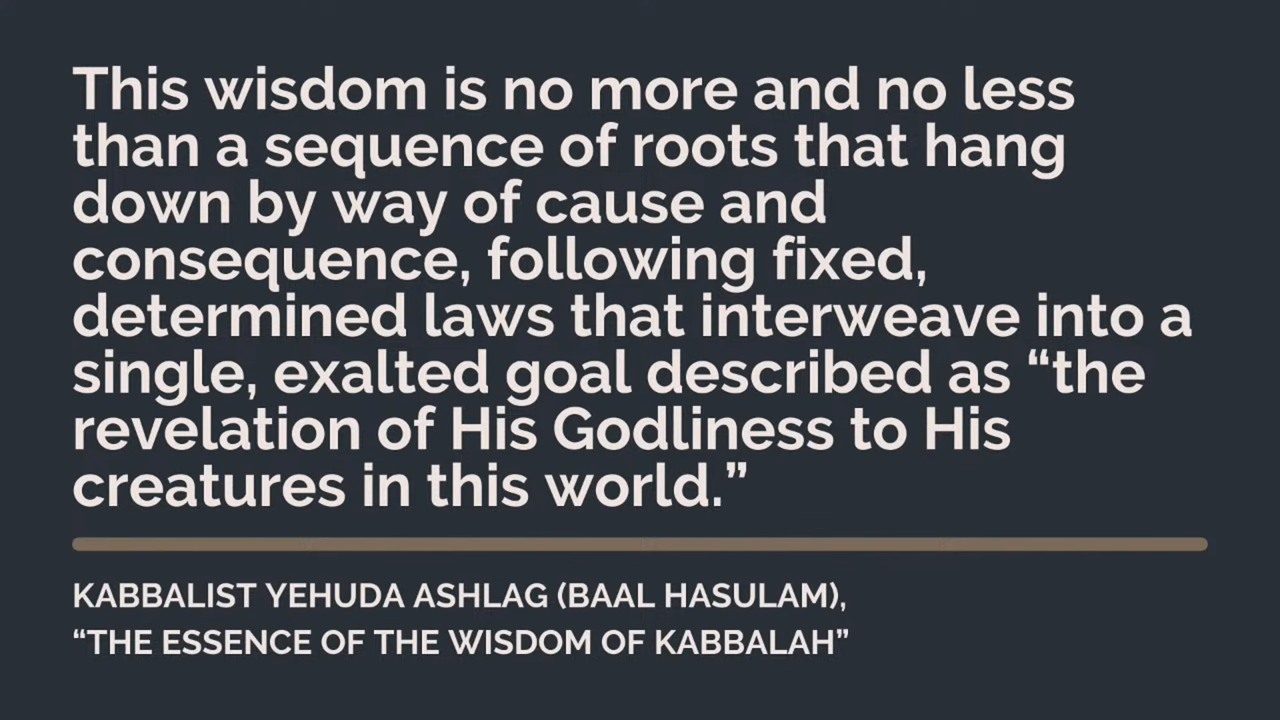 This wisdom is no more and no less
than a sequence of roots that hang
down by way of cause and
consequence, following fixed,
determined laws that interweave into a
single, exalted goal described as “the
revelation of His Godliness to His
creatures in this world.”
KABBALIST YEHUDA ASHLAG (BAAL HASULAM),
“THE ESSENCE OF THE WISDOM OF KABBALAH”